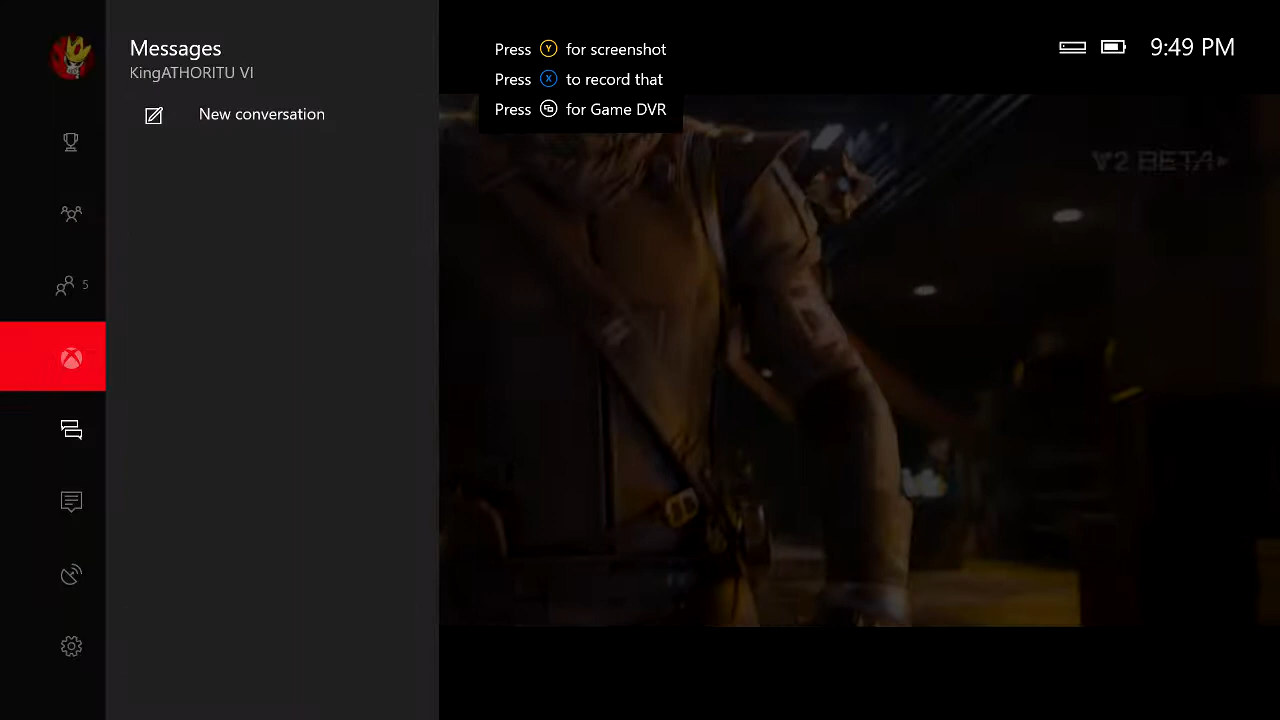 Messages
KingATHORITU VI
New conversation
5
Press Y for screenshot
Press X to record that
Press for Game DVR
9:49 PM
V2 BETA